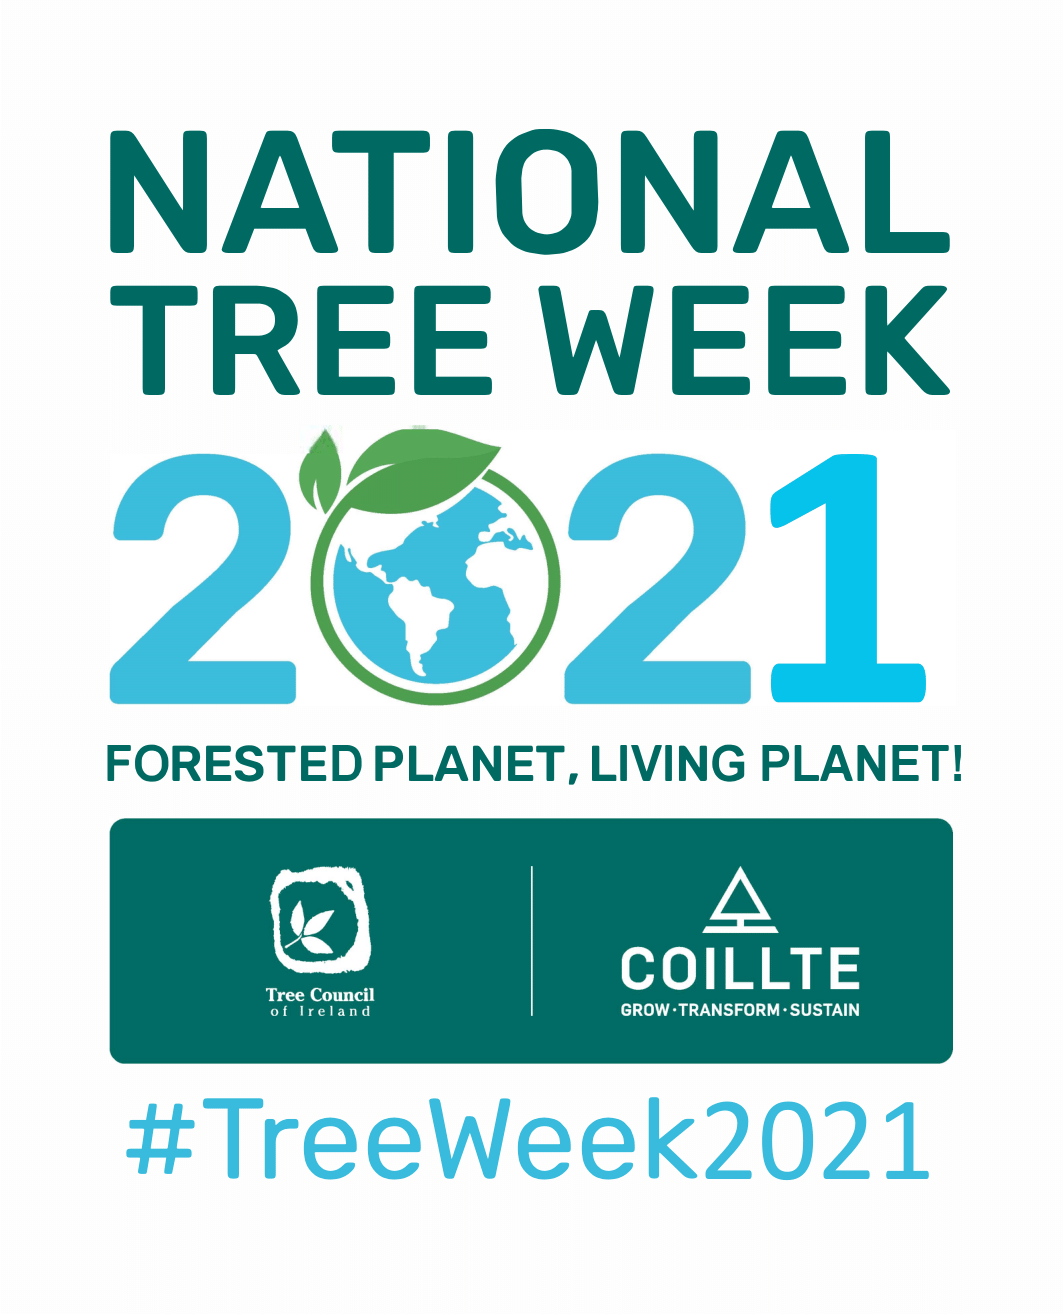 NATIONAL
TREE WEEK
2021
FORESTED PLANET, LIVING PLANET!
Tree Council
of Ireland
COILLTE
GROW·TRANSFORM·SUSTAIN
#TreeWeek2021